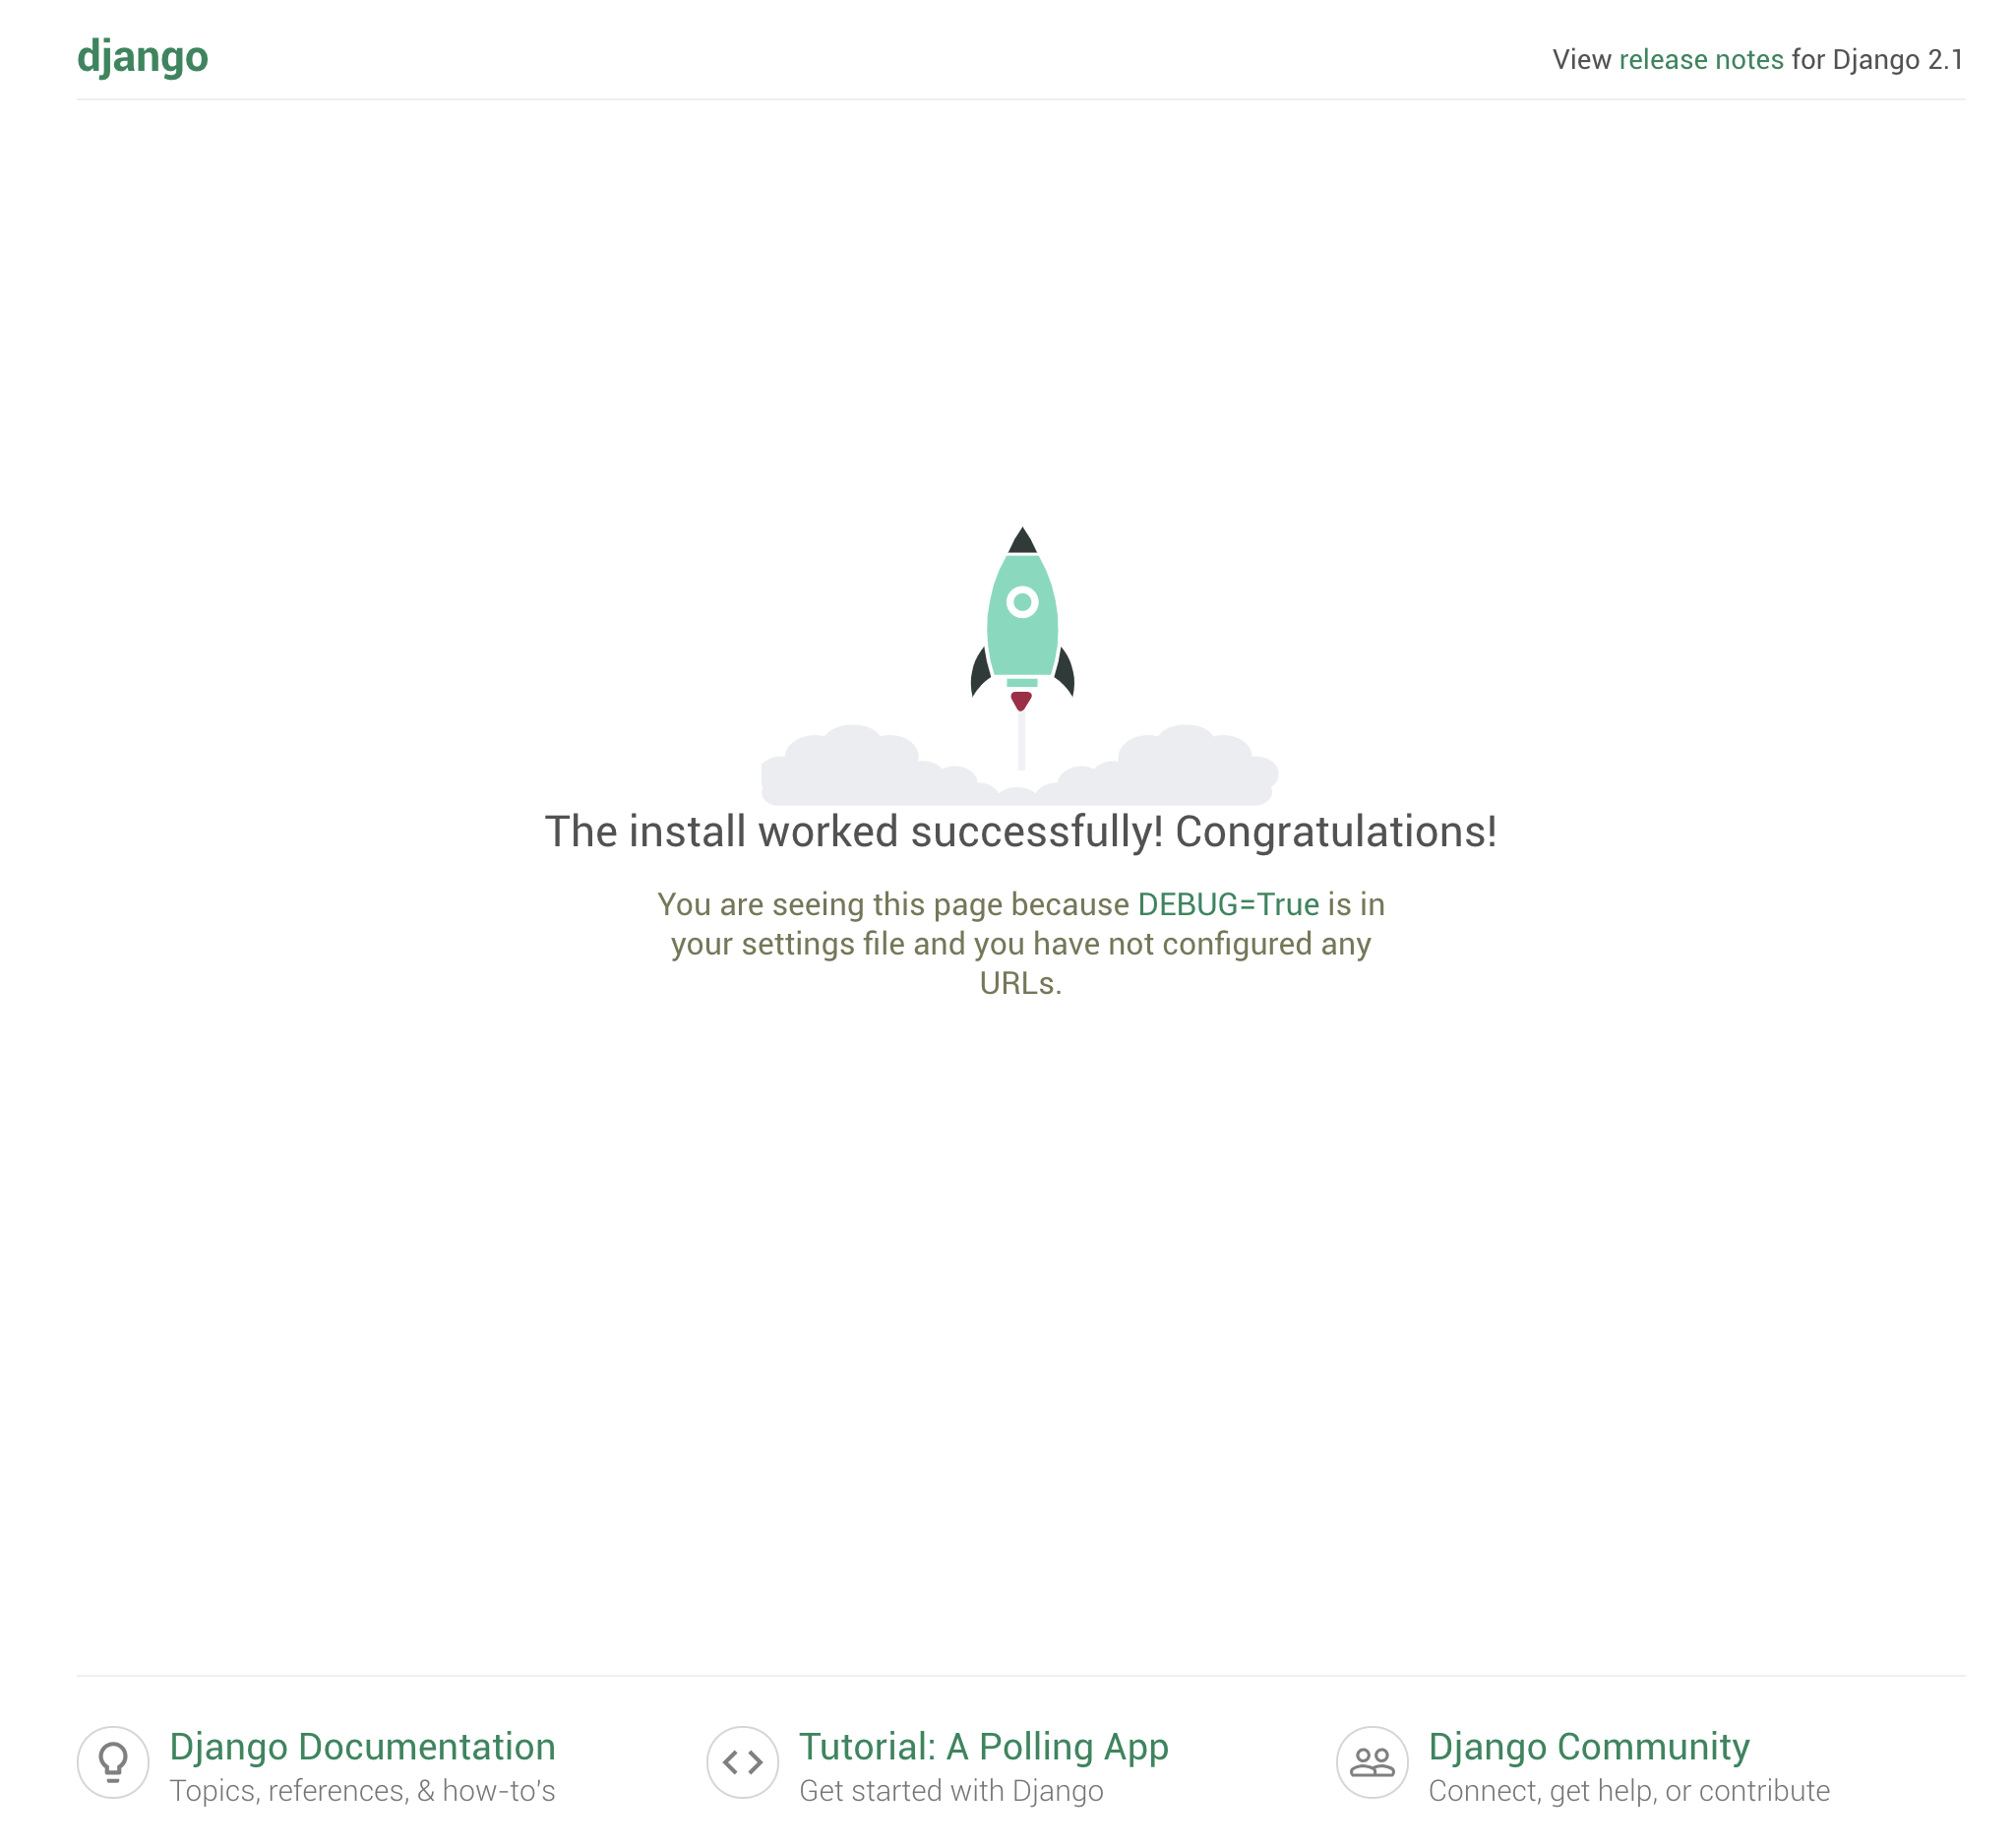 django
View release notes for Django 2.1
The install worked successfully! Congratulations!
You are seeing this page because DEBUG=True is in
your settings file and you have not configured any
URLs.
Django Documentation
Topics, references, & how-to's
Tutorial: A Polling App
Get started with Django
Django Community
Connect, get help, or contribute